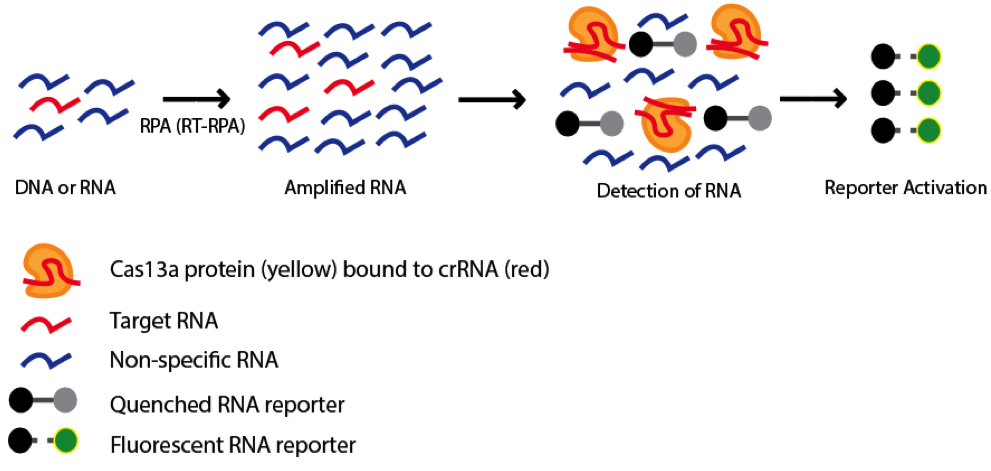 RPA (RT-RPA)
DNA or RNA
Amplified RNA
Detection of RNA
Reporter Activation
Cas13a protein (yellow) bound to crRNA (red)
Target RNA
Non-specific RNA
Quenched RNA reporter
Fluorescent RNA reporter